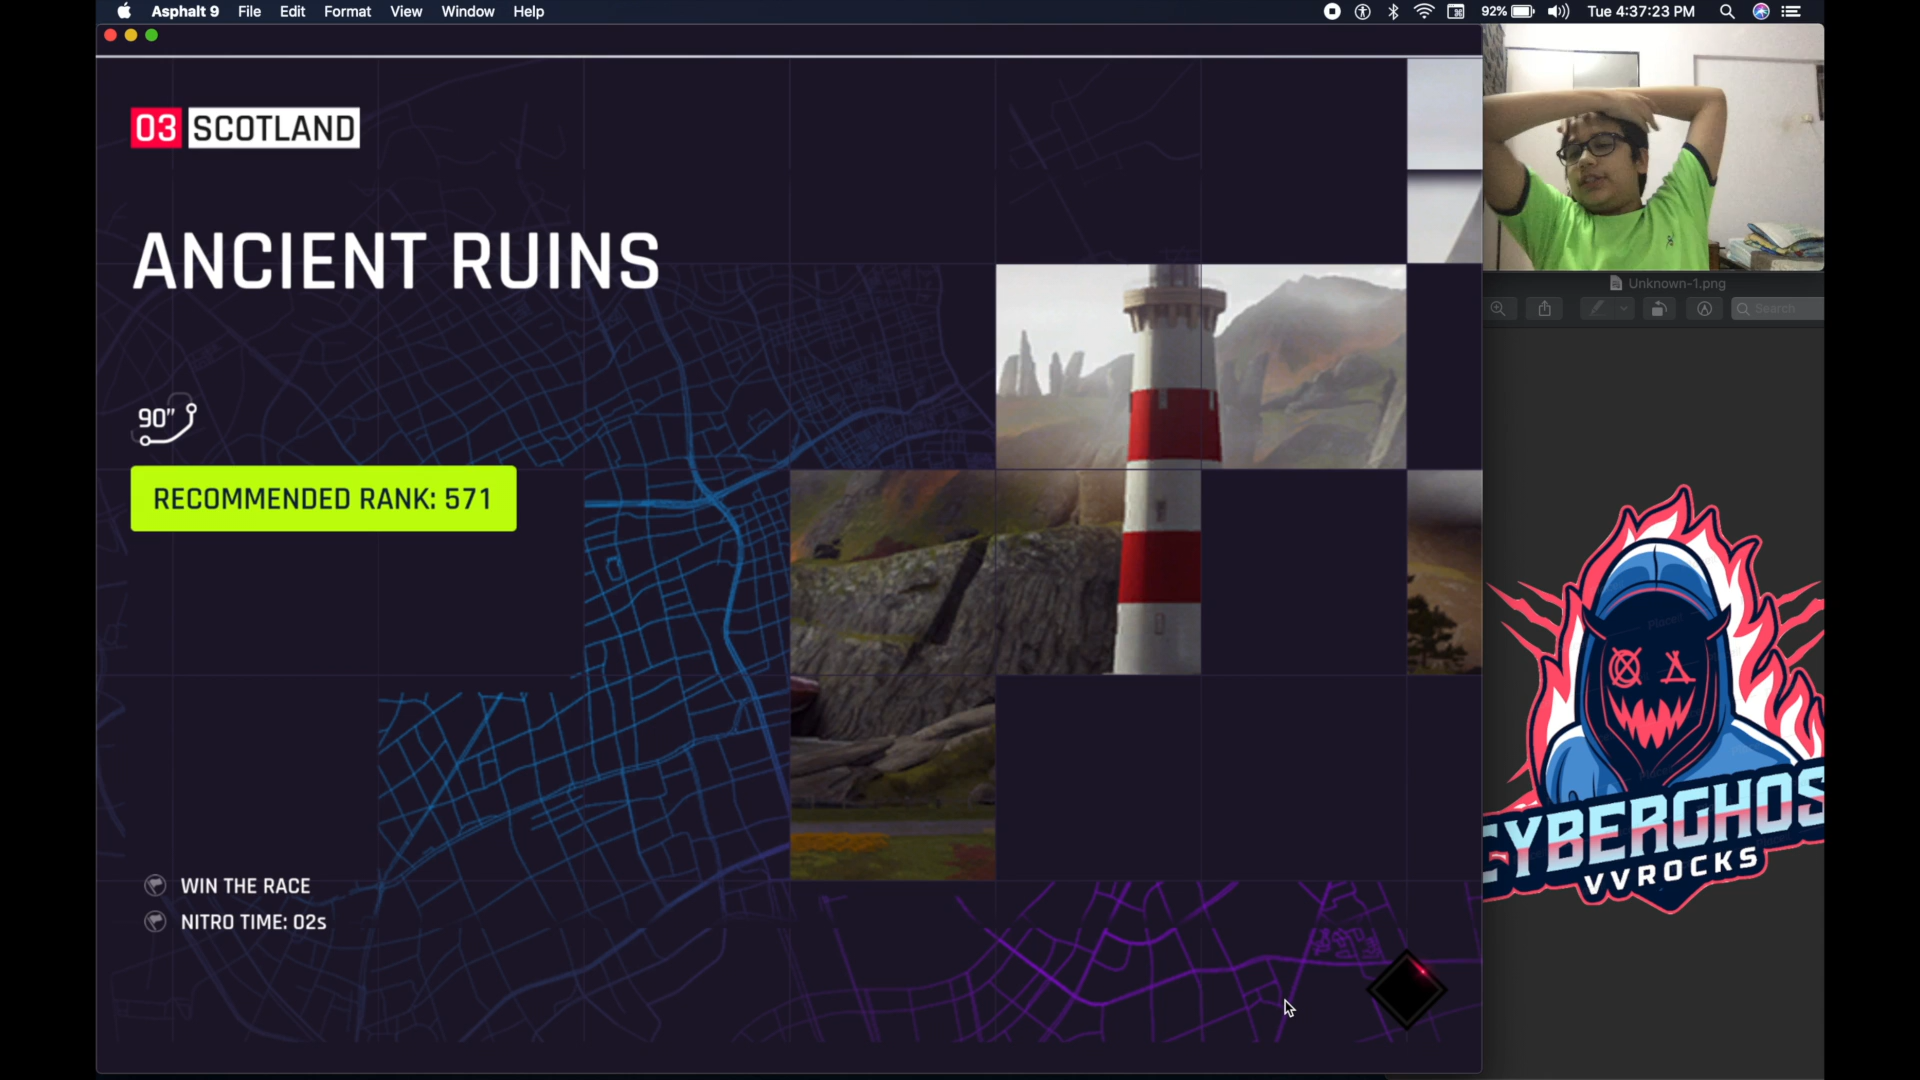 Asphalt 9 File Edit Format View Window Help
92% Tue 4:37:23 PM
03 SCOTLAND
ANCIENT RUINS
90"
RECOMMENDED RANK: 571
WIN THE RACE
NITRO TIME: 02s
Unknown-1.png
Search
CYBERGHOS
VVROCKS